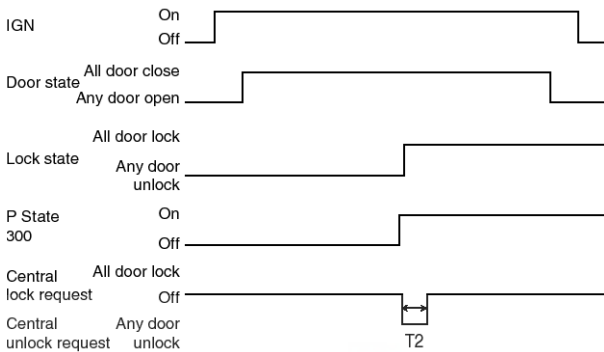 IGN
On
Off
Door state
All door close
Any door open
Lock state
All door lock
Any door
unlock
P State
300
On
Off
Central
lock request
All door lock
Off
Central
unlock request
Any door
unlock
T2